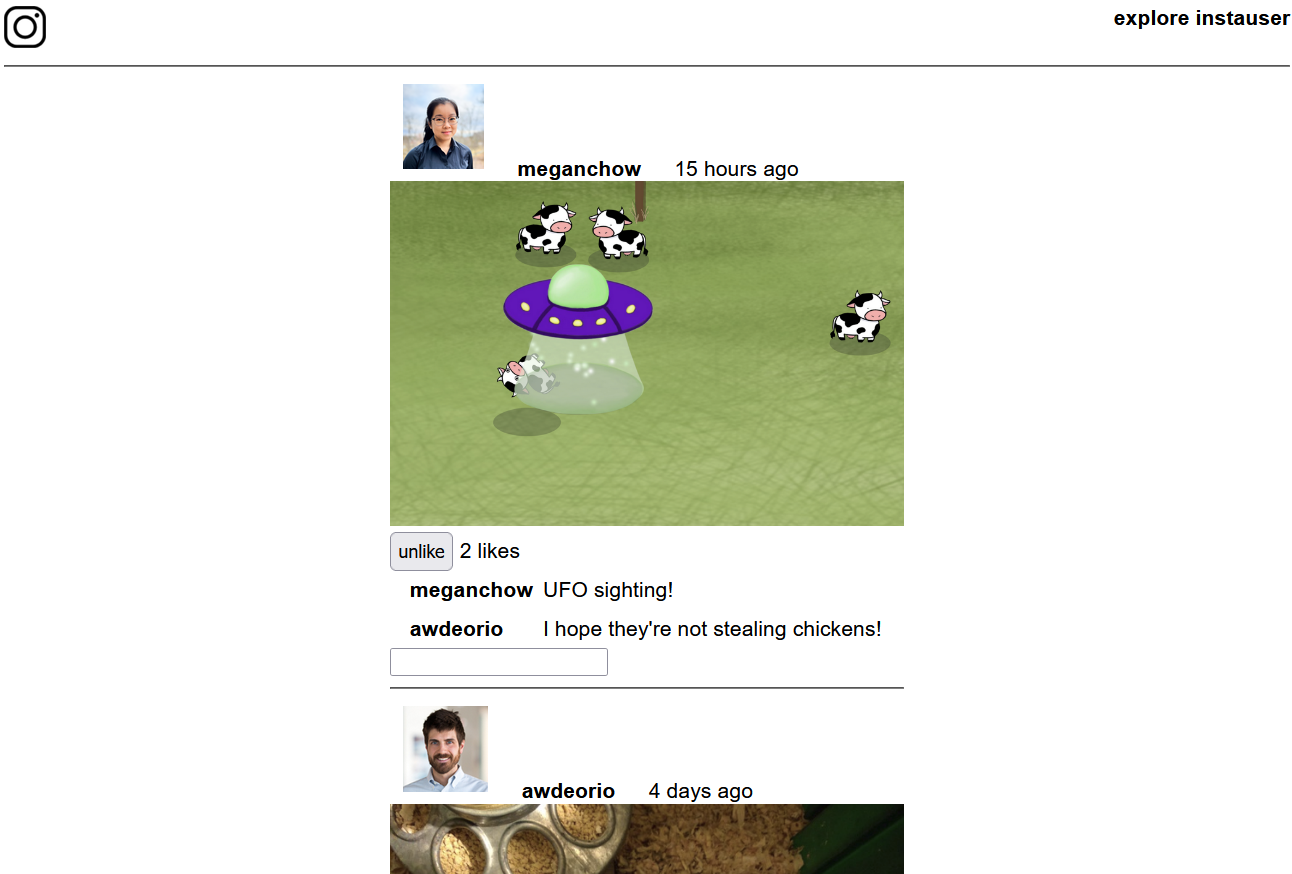 explore instauser
meganchow 15 hours ago
unlike 2 likes
meganchow UFO sighting!
awdeorio I hope they're not stealing chickens!
awdeorio 4 days ago